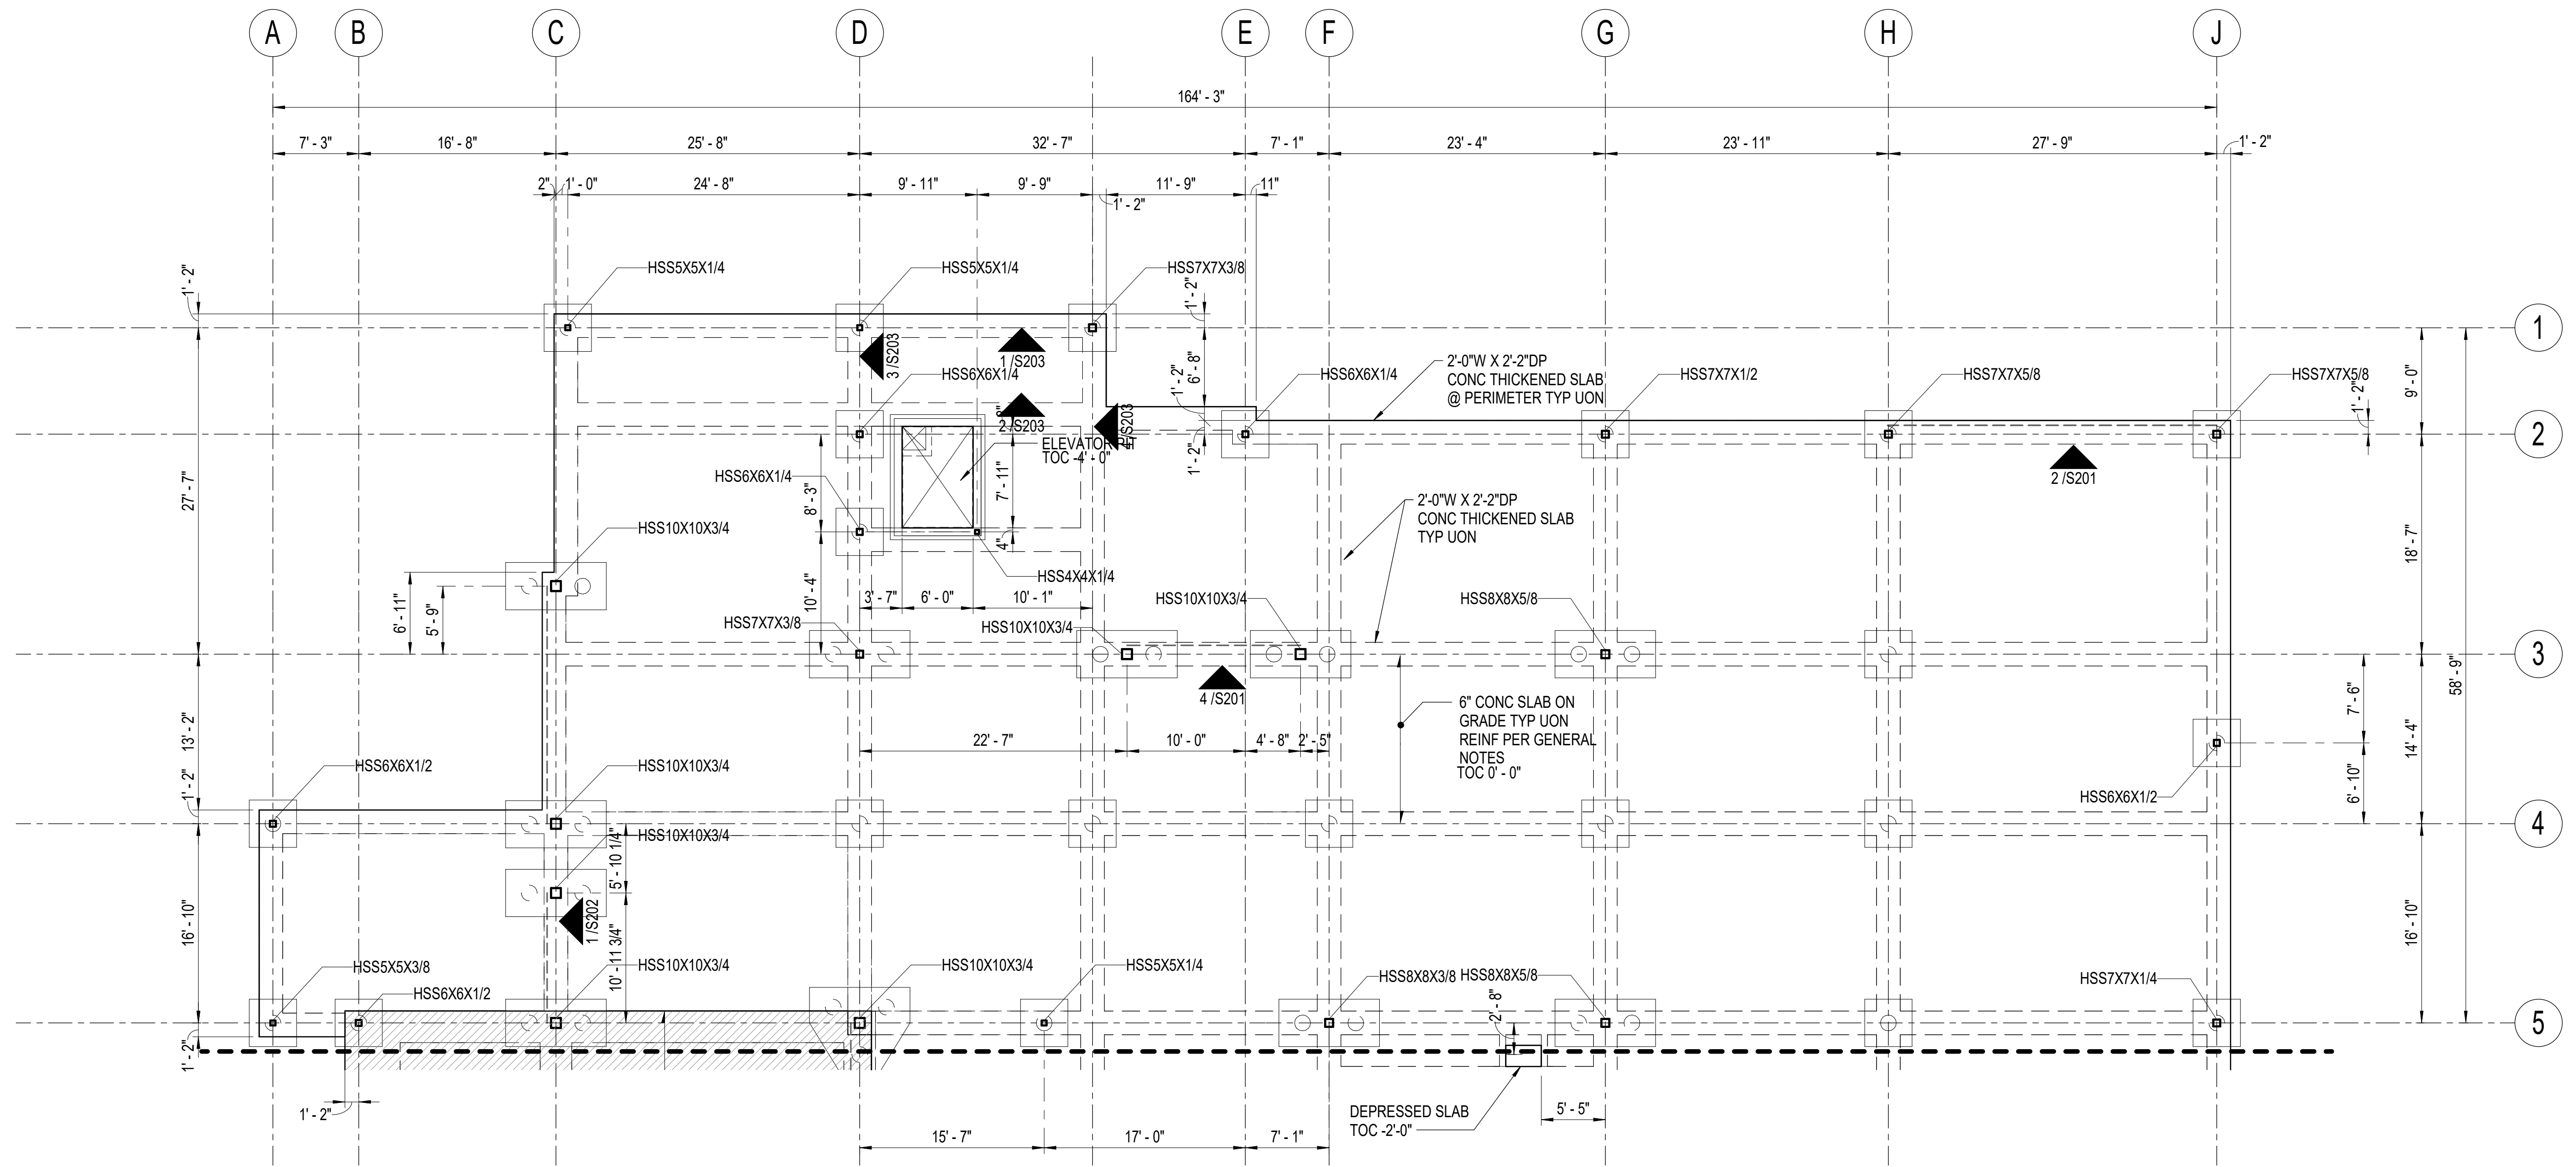 A B C D E F G H J
164' - 3"
7' - 3" 16' - 8" 25' - 8" 32' - 7" 7' - 1" 23' - 4" 23' - 11" 27' - 9" 1' - 2"
2" 1' - 0" 24' - 8" 9' - 11" 9' - 9" 11' - 9" 11"
1' - 2"
1' - 2" HSS5X5X1/4 HSS5X5X1/4 HSS7X7X3/8 1' - 2"
1
3 /S203 1 /S203 6' - 8"
HSS6X6X1/4 1' - 2" HSS6X6X1/4
2'-0"W X 2'-2"DP
CONC THICKENED SLAB
@ PERIMETER TYP UON
HSS7X7X1/2 HSS7X7X5/8 HSS7X7X5/8 1' - 2" 9' - 0"
2 /S203 /S203
ELEVATOR PIT
TOC -4' - 0"
1' - 2"
2
2 /S201
27' - 7" HSS6X6X1/4 8' - 3" 7' - 11" 4"
2'-0"W X 2'-2"DP
CONC THICKENED SLAB
TYP UON
18' - 7"
HSS10X10X3/4
HSS4X4X1/4
6' - 11" 5' - 9" 10' - 4" 3' - 7" 6' - 0" 10' - 1" HSS10X10X3/4 HSS8X8X5/8
HSS7X7X3/8 HSS10X10X3/4
3
4 /S201
58' - 9"
6" CONC SLAB ON
GRADE TYP UON
REINF PER GENERAL
NOTES
TOC 0' - 0"
13' - 2" 22' - 7" 10' - 0" 4' - 8" 2' - 5" 7' - 6" 14' - 4"
1' - 2" HSS6X6X1/2 HSS10X10X3/4 HSS6X6X1/2 6' - 10"
4
HSS10X10X3/4 5' - 10 1/4"
16' - 10" 1 /S202 10' - 11 3/4" 16' - 10"
HSS5X5X3/8 HSS10X10X3/4 HSS10X10X3/4 HSS5X5X1/4 HSS8X8X3/8 HSS8X8X5/8 HSS7X7X1/4
HSS6X6X1/2 2' - 8"
5
1' - 2"
1' - 2"
DEPRESSED SLAB
TOC -2'-0"
5' - 5"
15' - 7" 17' - 0" 7' - 1"